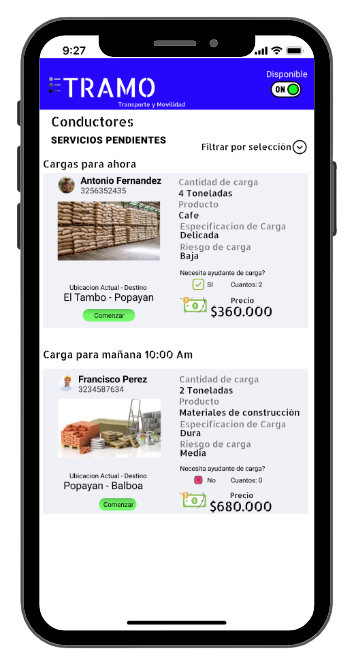 9:27
TRAMO
Transporte y Movilidad
Disponible
ON
Conductores
SERVICIOS PENDIENTES
Filtrar por selección
Cargas para ahora
Antonio Fernandez
3256352435
Cantidad de carga
4 Toneladas
Producto
Cafe
Especificacion de Carga
Delicada
Riesgo de carga
Baja
Necesita ayudante de carga?
SI Cuantos: 2
Ubicacion Actual - Destino
El Tambo - Popayan
Comenzar
Precio
$360.000
Carga para mañana 10:00 Am
Francisco Perez
3234587634
Cantidad de carga
2 Toneladas
Producto
Materiales de construcción
Especificacion de Carga
Dura
Riesgo de carga
Media
Necesita ayudante de carga?
No Cuantos: 0
Ubicacion Actual - Destino
Popayan - Balboa
Comenzar
Precio
$680.000